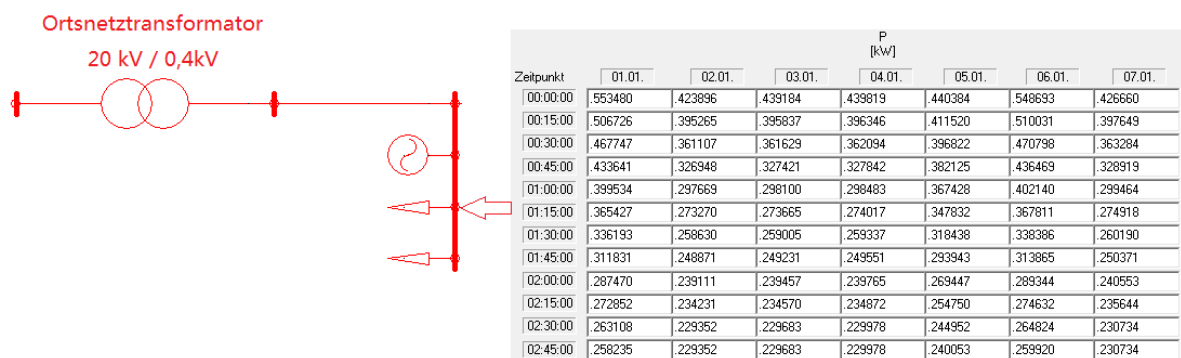 Ortsnetztransformator
20 kV / 0,4kV
P
[kW]
Zeitpunkt 01.01. 02.01. 03.01. 04.01. 05.01. 06.01. 07.01.
00:00:00 .553480 .423896 .439184 .439819 .440384 .548693 .426660
00:15:00 .506726 .395265 .395837 .396346 .411520 .510031 .397649
00:30:00 .467747 .361107 .361629 .362094 .396822 .470798 .363284
00:45:00 .433641 .326948 .327421 .327842 .382125 .436469 .328919
01:00:00 .399534 .297669 .298100 .298483 .367428 .402140 .299464
01:15:00 .365427 .273270 .273665 .274017 .347832 .367811 .274918
01:30:00 .336193 .258630 .259005 .259337 .318438 .338386 .260190
01:45:00 .311831 .248871 .249231 .249551 .293943 .313865 .250371
02:00:00 .287470 .239111 .239457 .239765 .269447 .289344 .240553
02:15:00 .272852 .234231 .234570 .234872 .254750 .274632 .235644
02:30:00 .263108 .229352 .229683 .229978 .244952 .264824 .230734
02:45:00 .258235 .229352 .229683 .229978 .240053 .259920 .230734